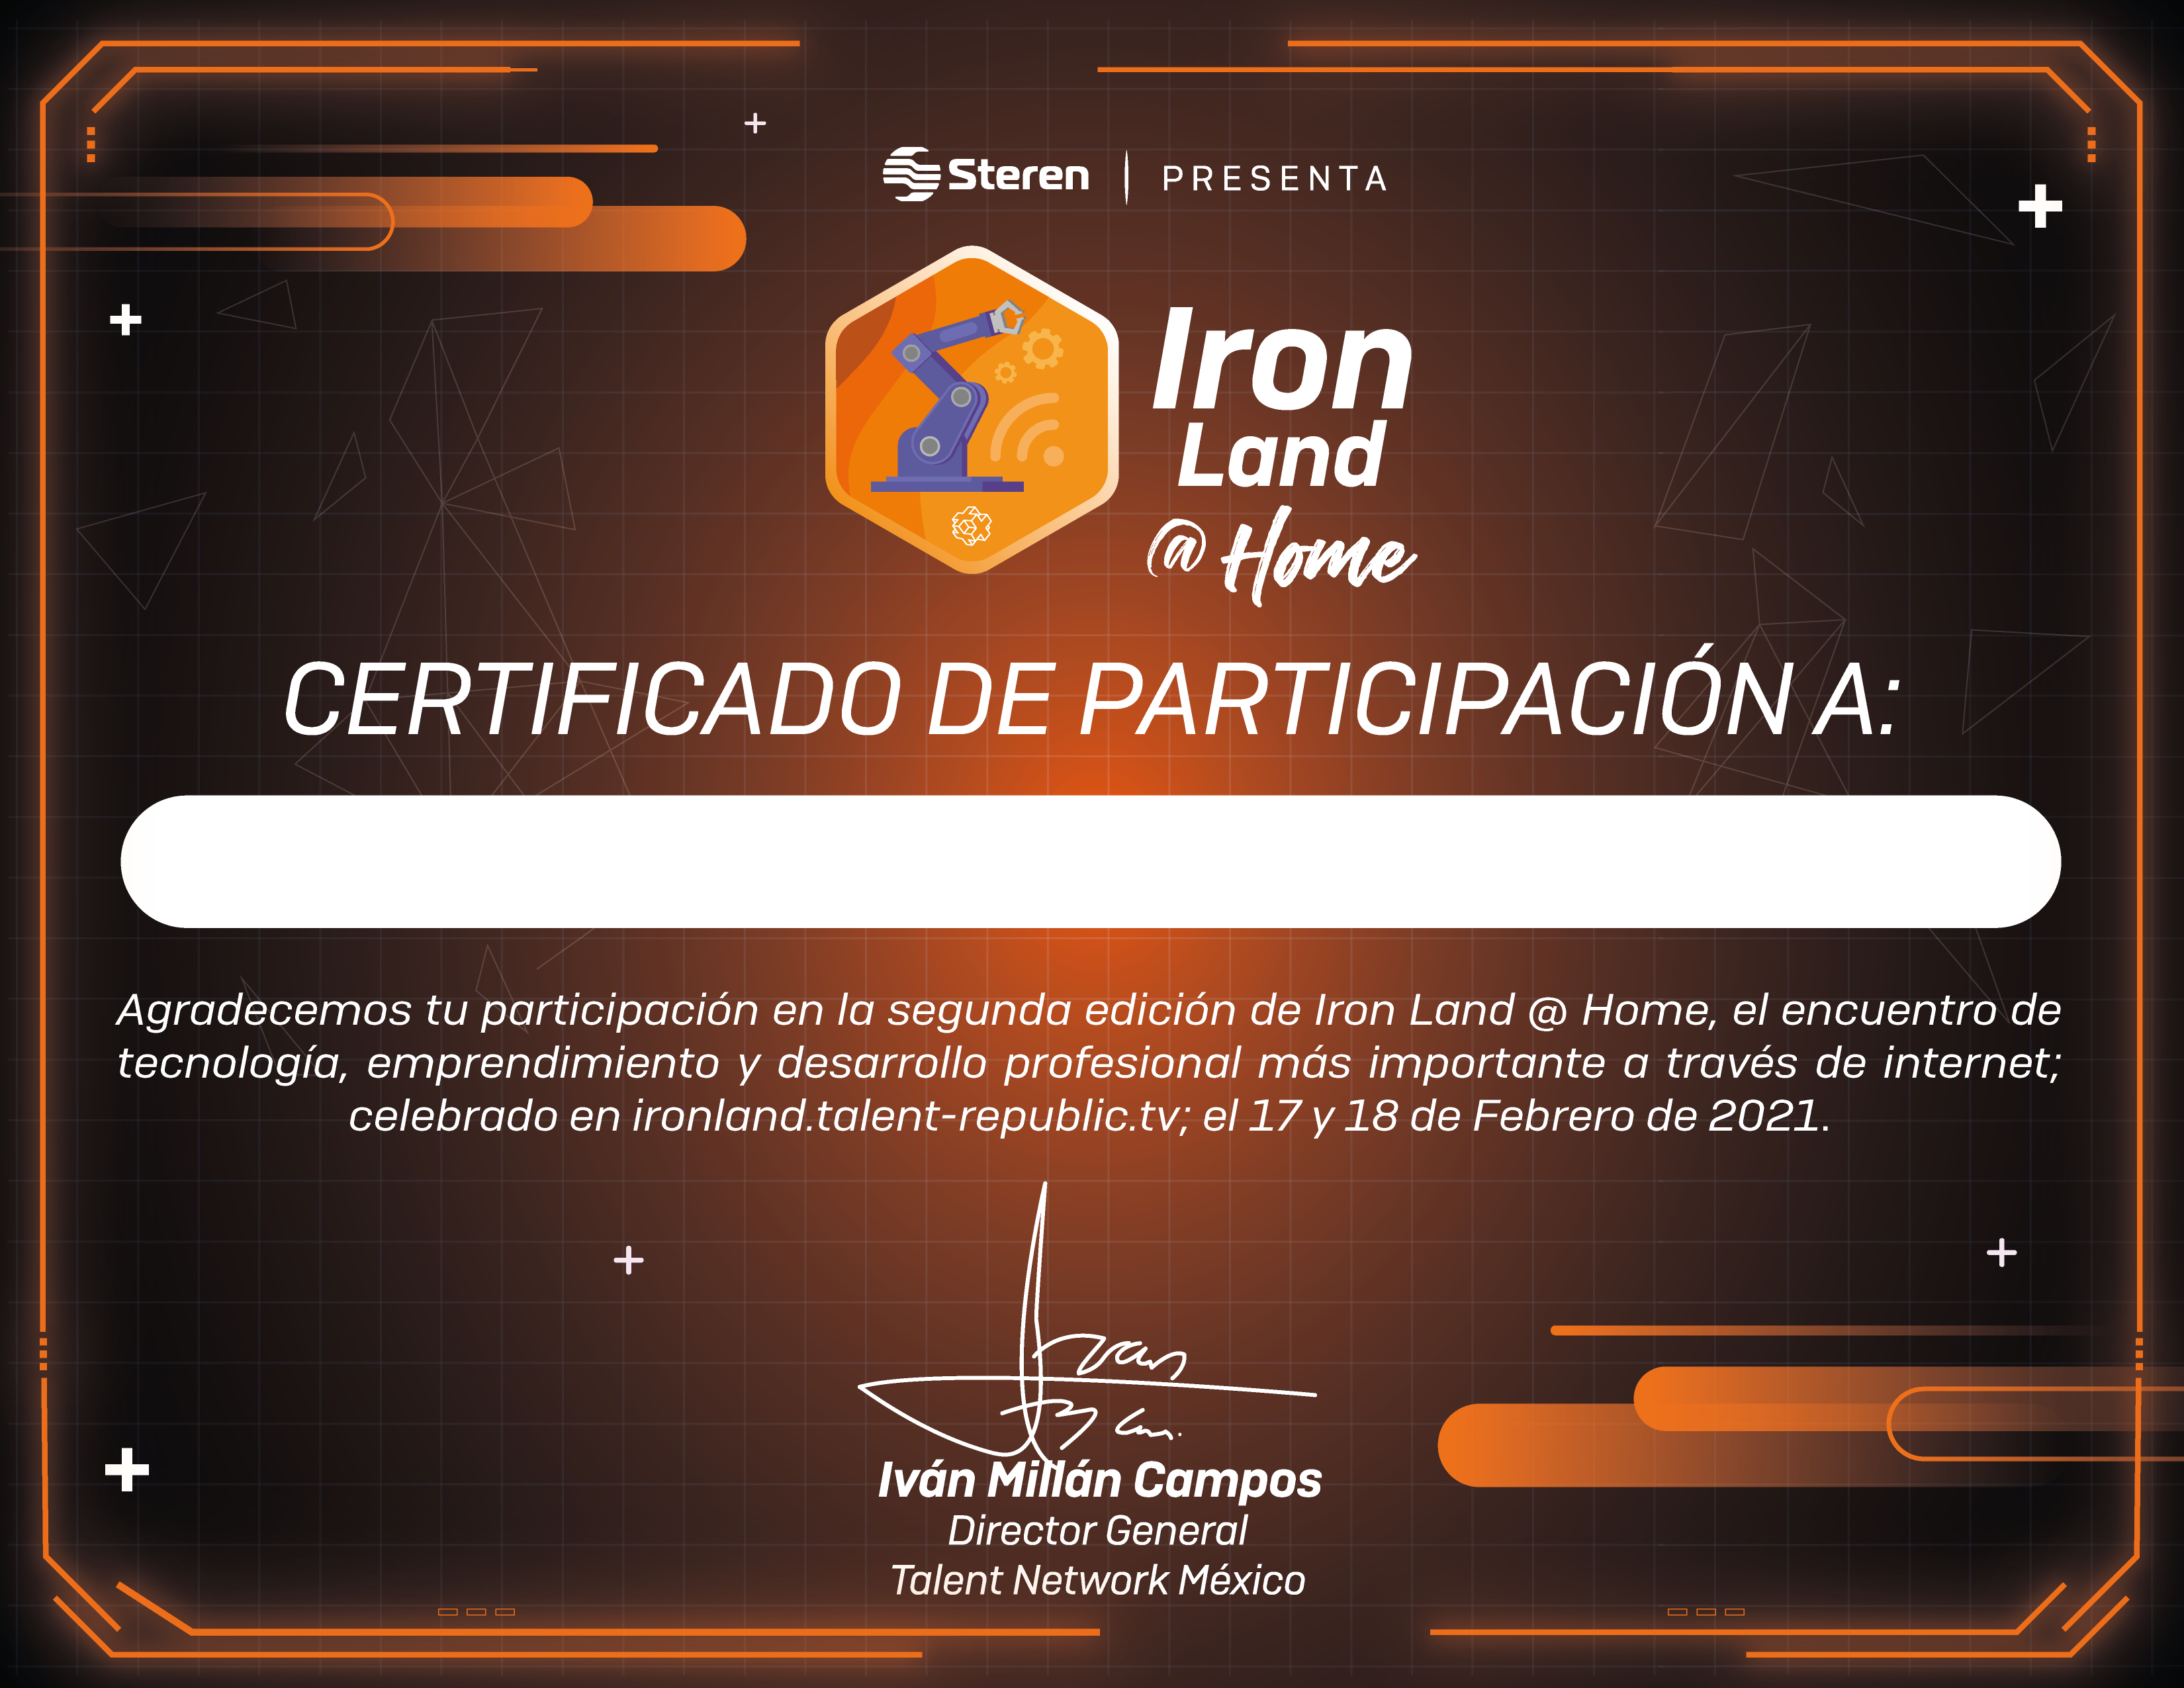 Steren | PRESENTA
Iron
Land
@ Home
CERTIFICADO DE PARTICIPACIÓN A:
Agradecemos tu participación en la segunda edición de Iron Land @ Home, el encuentro de
tecnología, emprendimiento y desarrollo profesional más importante a través de internet;
celebrado en ironland.talent-republic.tv; el 17 y 18 de Febrero de 2021.
Iván Millán Campos
Director General
Talent Network México